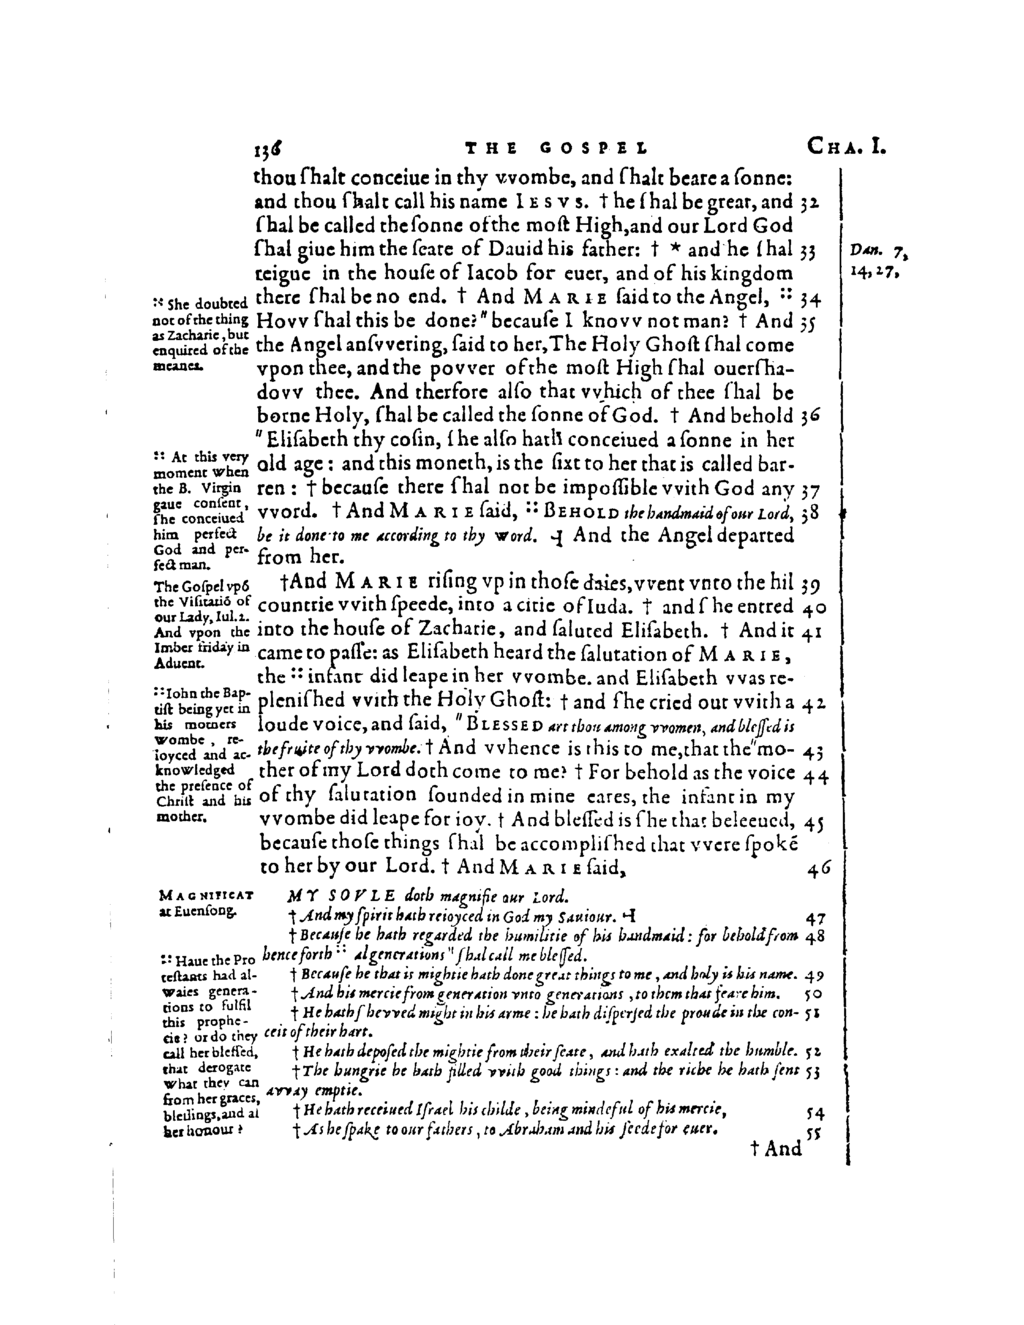 136 THE GOSPEL CHA. I.
thou ſhalt conceiue in thy vvombe, and ſhalt beare a ſonne:
and thou ſhalt call his name IESVS. † he ſhal be great, and 32
ſhal be called the ſonne of the moſt High, and our Lord God
ſhal giue him the ſeate of Dauid his father: † * and he ſhal 33
reigne in the houſe of Iacob for euer, and of his kingdom
there ſhal be no end. † And MARIE ſaid to the Angel, :: 34
Hovv ſhal this be done? " becauſe I knovv not man? † And 35
the Angel anſvvering, ſaid to her, The Holy Ghoſt ſhal come
vpon thee, and the povver of the moſt High ſhal ouerſha-
dovv thee. And therfore alſo that vvhich of thee ſhal be
borne Holy, ſhal be called the ſonne of God. † And behold 36
" Eliſabeth thy coſin, ſhe alſo hath conceiued a ſonne in her
old age: and this moneth, is the ſixt to her that is called bar-
ren: † becauſe there ſhal not be impoſſible vvith God any 37
vvord. † And MARIE ſaid, :: BEHOLD the handmaid of our Lord, 38
be it done to me according to thy word. ⊣ And the Angel departed
from her.
† And MARIE riſing vp in thoſe daies, vvent vnto the hil 39
countrie vvith ſpeede, into a citie of Iuda. † and ſhe entred 40
into the houſe of Zacharie, and ſaluted Eliſabeth. † And it 41
came to paſſe: as Eliſabeth heard the ſalutation of MARIE,
the :: infant did leape in her vvombe. and Eliſabeth vvas re-
pleniſhed vvith the Holy Ghoſt: † and ſhe cried out vvith a 42
loude voice, and ſaid, " BLESSED art thou among vvomen, and bleſſed is
the fruite of thy vvombe. † And vvhence is this to me, that the " mo- 43
ther of my Lord doth come to me? † For behold as the voice 44
of thy ſalutation ſounded in mine eares, the infant in my
vvombe did leape for ioy. † And bleſſed is ſhe that beleeued, 45
becauſe thoſe things ſhal be accompliſhed that vvere ſpokē
to her by our Lord. † And MARIE ſaid, 46
MY SOVLE doth magnifie our Lord.
† And my ſpirit hath reioyced in God my Sauiour. ⊣ 47
† Becauſe he hath regarded the humilitie of his handmaid: for behold from 48
henceforth :: al generations " ſhal call me bleſſed.
† Becauſe he that is mightie hath done great things to me, and holy is his name. 49
† And his mercie from generation vnto generations, to them that feare him. 50
† He hath ſhevved might in his arme: he hath diſperſed the proude in the con- 51
ceit of their hart.
† He hath depoſed the mightie from their ſeate, and hath exalted the humble. 52
† The hungrie he hath filled vvith good things: and the riche he hath ſent 53
avvay emptie.
† He hath receiued Iſrael his childe, being mindeful of his mercie, 54
† As he ſpake to our fathers, to Abraham and his ſeede for euer. 55
† And
:: She doubted
not of the thing
as Zacharie, but
enquired of the
meanes.
:: At this very
moment when
the B. Virgin
gaue conſent,
ſhe conceiued
him perfect
God and per-
fect man.
The Goſpel vpō
the Viſitatiō of
our Lady, Iul. 2.
And vpon the
Imber friday in
Aduent.
:: Iohn the Bap-
tiſt being yet in
his mothers
wombe, re-
ioyced and ac-
knowledged
the preſence of
Chriſt and his
mother.
MAGNIFICAT
at Euenſong.
:: Haue the Pro
teſtants had al-
waies genera-
tions to fulfil
this prophe-
cie? or do they
call her bleſſed,
that derogate
what they can
from her graces,
bleſſings, and al
her honour?
Dan. 7,
14, 27,